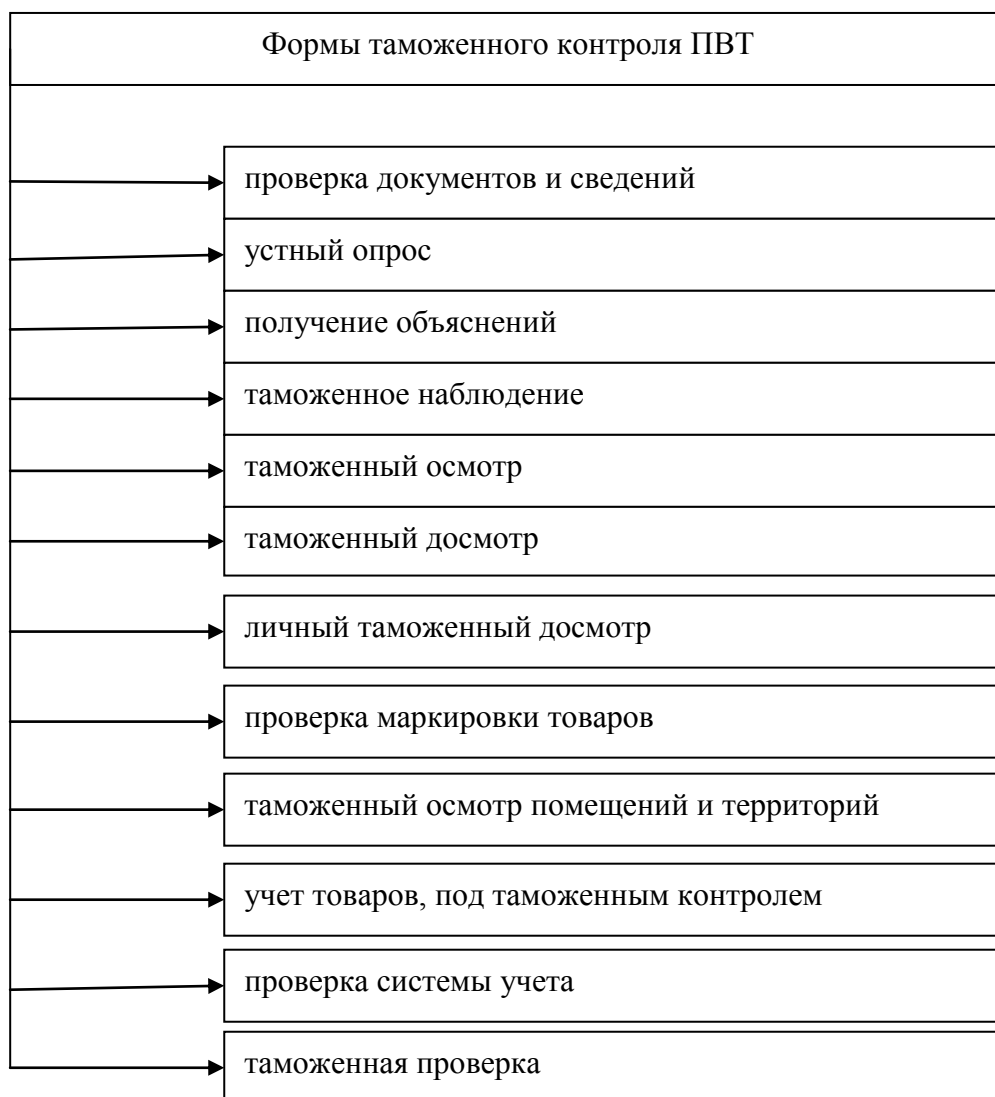 Формы таможенного контроля ПВТ
проверка документов и сведений
устный опрос
получение объяснений
таможенное наблюдение
таможенный осмотр
таможенный досмотр
личный таможенный досмотр
проверка маркировки товаров
таможенный осмотр помещений и территорий
учет товаров, под таможенным контролем
проверка системы учета
таможенная проверка